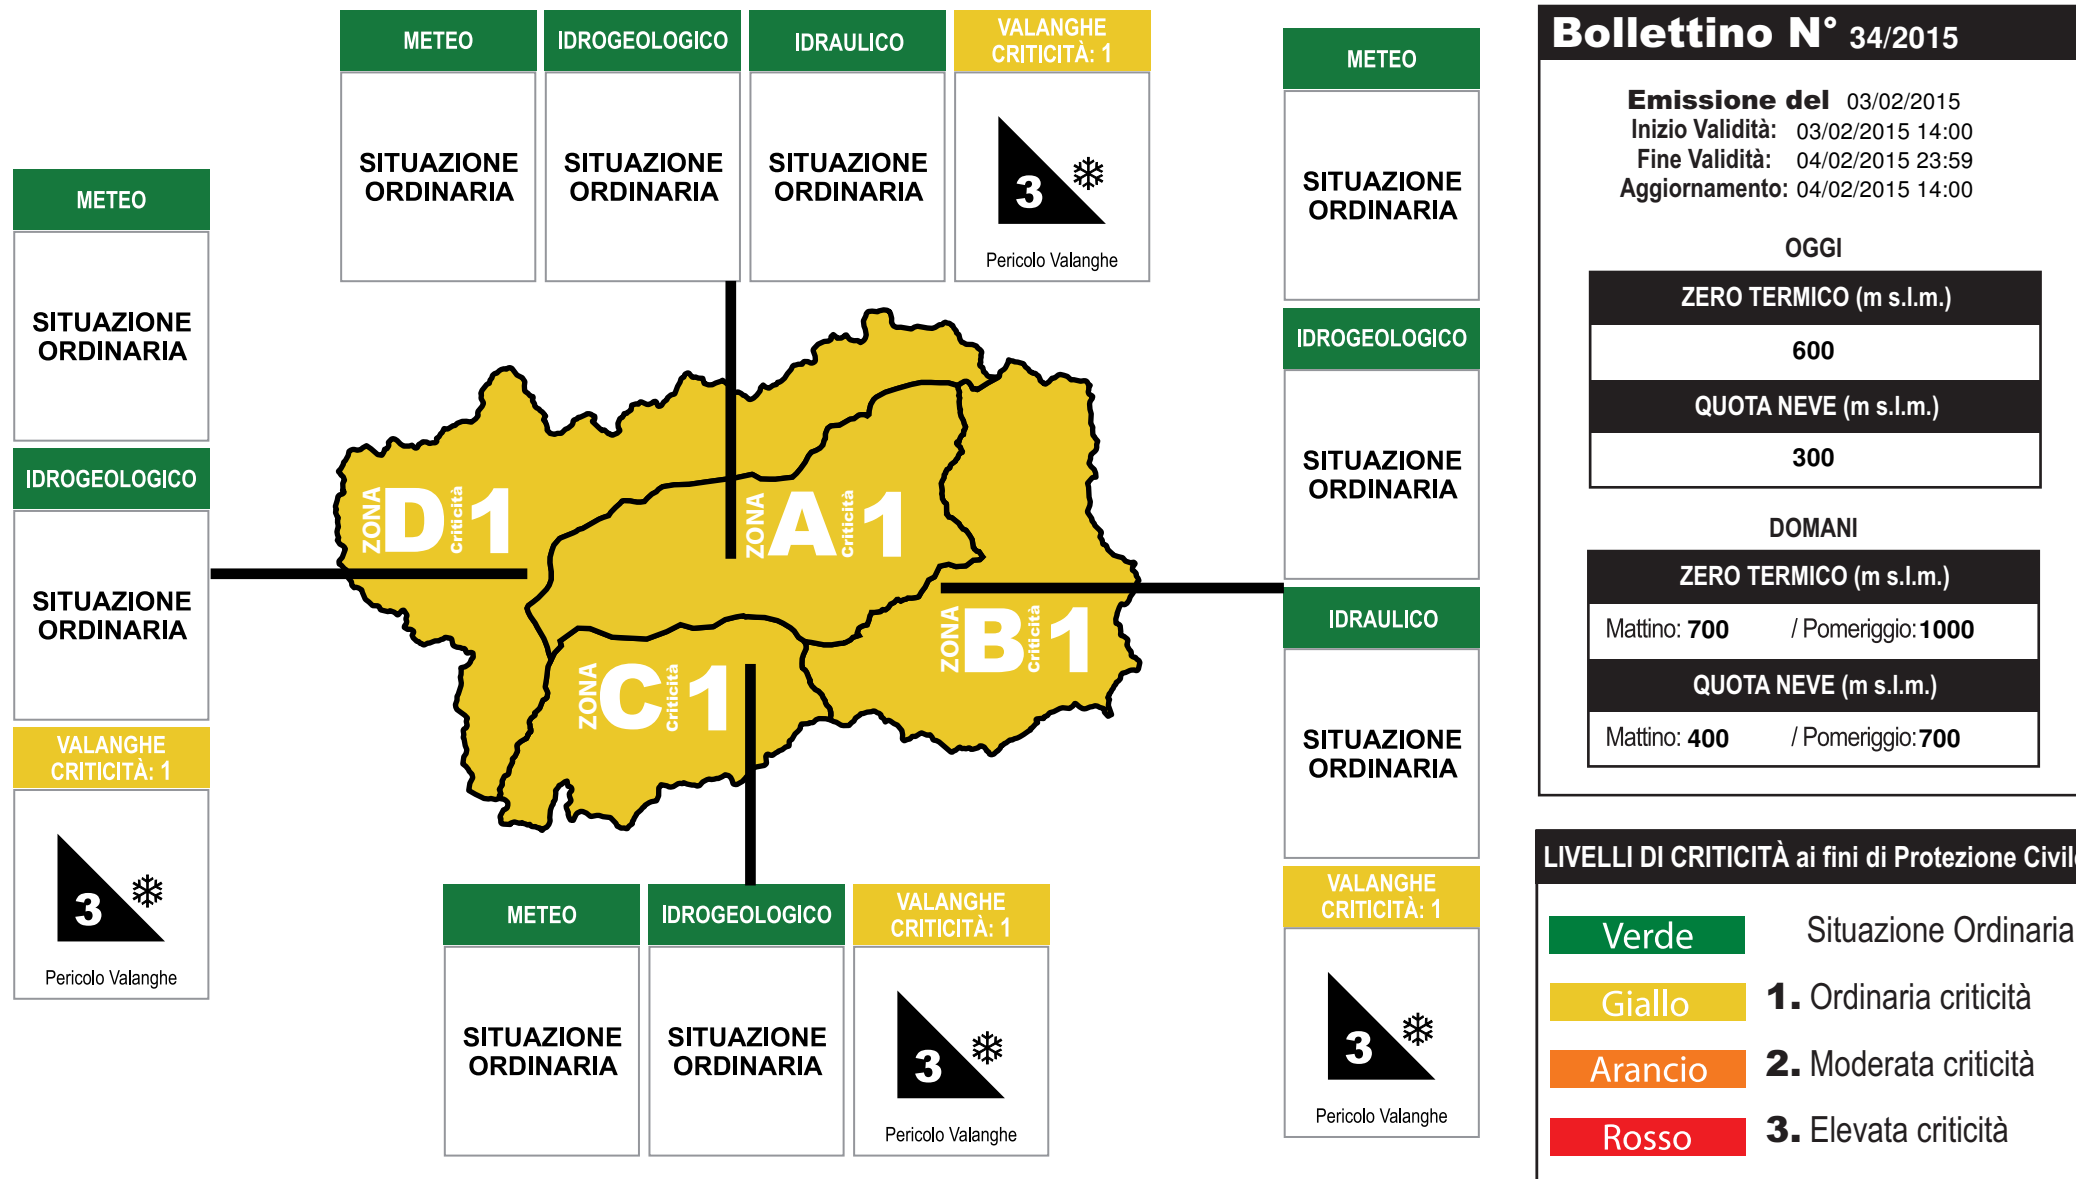 METEO
SITUAZIONE
ORDINARIA
IDROGEOLOGICO
SITUAZIONE
ORDINARIA
IDRAULICO
SITUAZIONE
ORDINARIA
VALANGHE
CRITICITÀ: 1
3
Pericolo Valanghe
METEO
SITUAZIONE
ORDINARIA
IDROGEOLOGICO
SITUAZIONE
ORDINARIA
VALANGHE
CRITICITÀ: 1
3
Pericolo Valanghe
ZONA D Criticità 1
ZONA A Criticità 1
ZONA B Criticità 1
ZONA C Criticità 1
METEO
SITUAZIONE
ORDINARIA
IDROGEOLOGICO
SITUAZIONE
ORDINARIA
VALANGHE
CRITICITÀ: 1
3
Pericolo Valanghe
METEO
SITUAZIONE
ORDINARIA
IDROGEOLOGICO
SITUAZIONE
ORDINARIA
IDRAULICO
SITUAZIONE
ORDINARIA
VALANGHE
CRITICITÀ: 1
3
Pericolo Valanghe
Bollettino N° 34/2015
Emissione del 03/02/2015
Inizio Validità: 03/02/2015 14:00
Fine Validità: 04/02/2015 23:59
Aggiornamento: 04/02/2015 14:00
OGGI
ZERO TERMICO (m s.l.m.)
600
QUOTA NEVE (m s.l.m.)
300
DOMANI
ZERO TERMICO (m s.l.m.)
Mattino: 700 / Pomeriggio: 1000
QUOTA NEVE (m s.l.m.)
Mattino: 400 / Pomeriggio: 700
LIVELLI DI CRITICITÀ ai fini di Protezione Civile
Verde Situazione Ordinaria
Giallo 1. Ordinaria criticità
Arancio 2. Moderata criticità
Rosso 3. Elevata criticità